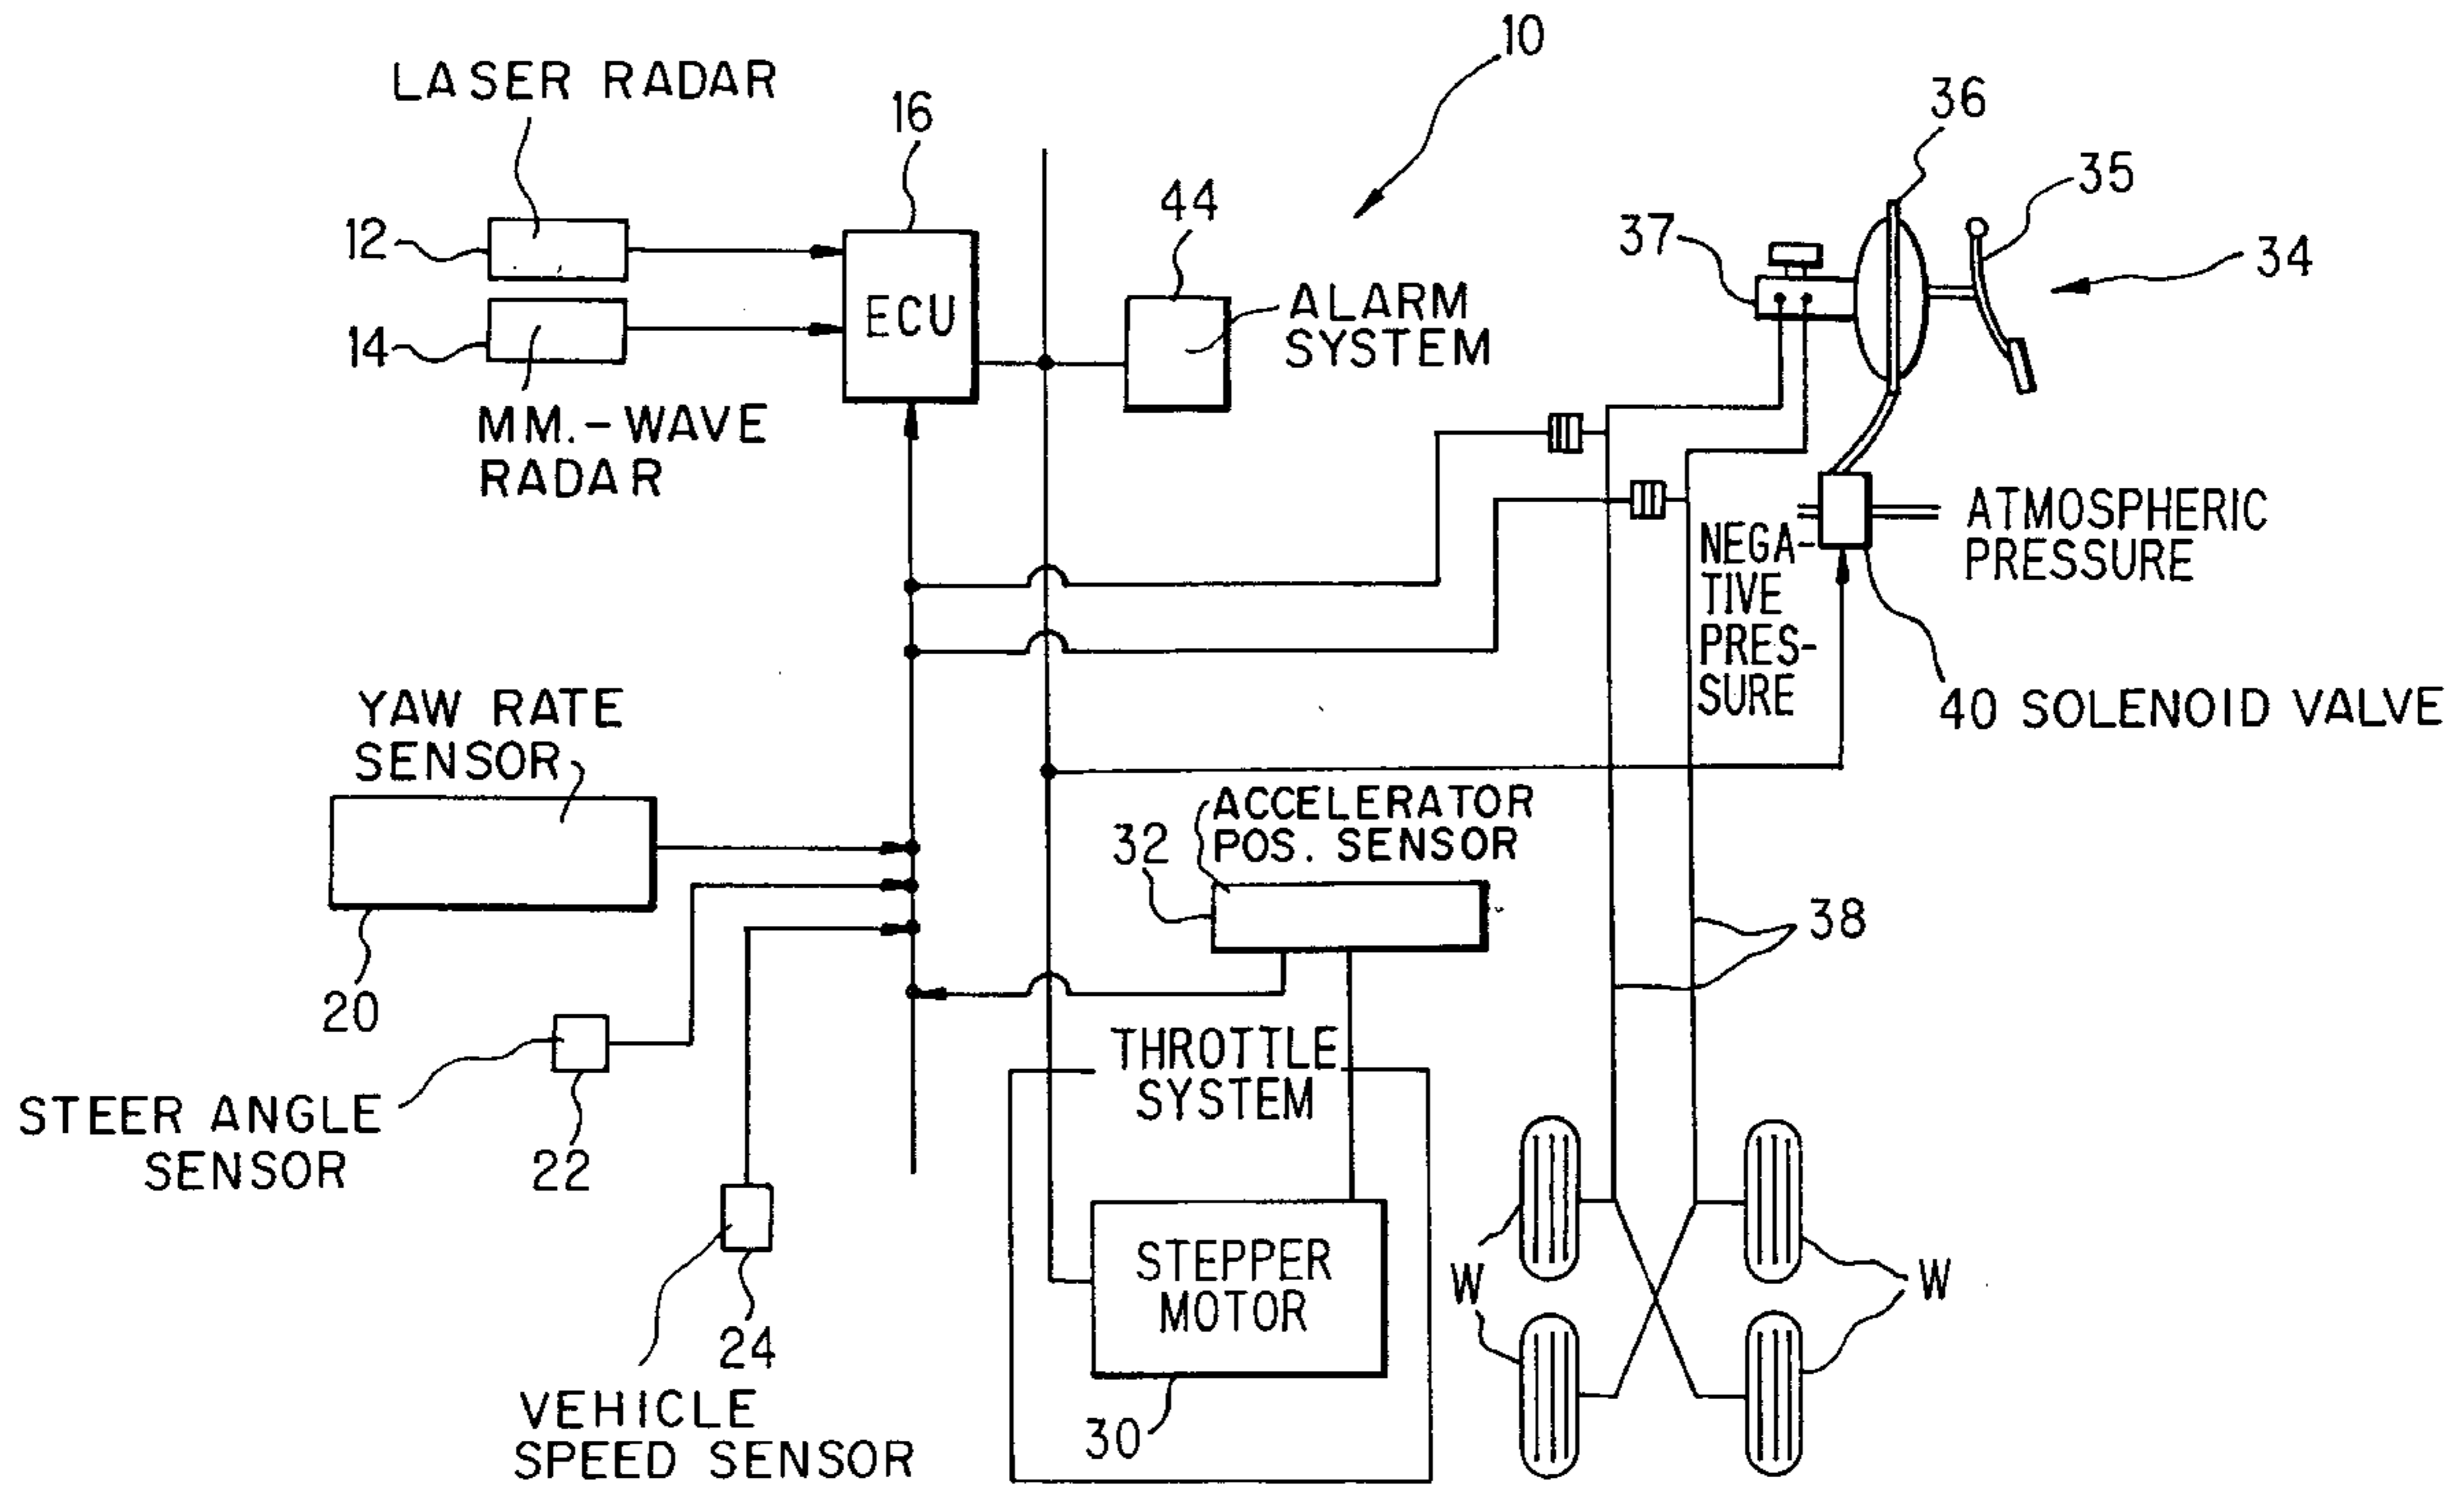 10
LASER RADAR
36
16
35
44
37
34
12
ALARM
SYSTEM
ECU
14
MM.-WAVE
RADAR
ATMOSPHERIC
PRESSURE
NEGA-
TIVE
PRES-
SURE
40 SOLENOID VALVE
YAW RATE
SENSOR
ACCELERATOR
POS. SENSOR
32
38
20
THROTTLE
SYSTEM
STEER ANGLE
SENSOR
22
STEPPER
MOTOR
W
W
24
30
VEHICLE
SPEED SENSOR